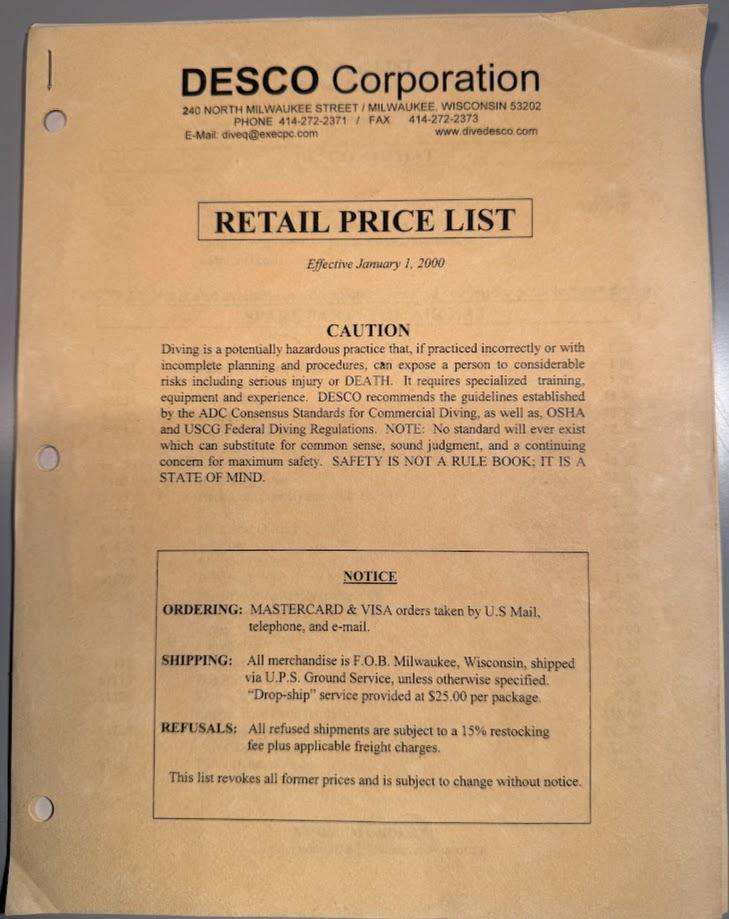 DESCO Corporation
240 NORTH MILWAUKEE STREET / MILWAUKEE, WISCONSIN 53202
PHONE 414-272-2371 / FAX 414-272-2373
E-Mail: diveq@execpc.com www.divedesco.com
RETAIL PRICE LIST
Effective January 1, 2000
CAUTION
Diving is a potentially hazardous practice that, if practiced incorrectly or with
incomplete planning and procedures, can expose a person to considerable
risks including serious injury or DEATH. It requires specialized training,
equipment and experience. DESCO recommends the guidelines established
by the ADC Consensus Standards for Commercial Diving, as well as, OSHA
and USCG Federal Diving Regulations. NOTE: No standard will ever exist
which can substitute for common sense, sound judgment, and a continuing
concern for maximum safety. SAFETY IS NOT A RULE BOOK; IT IS A
STATE OF MIND.
NOTICE
ORDERING: MASTERCARD & VISA orders taken by U.S Mail,
telephone, and e-mail.
SHIPPING: All merchandise is F.O.B. Milwaukee, Wisconsin, shipped
via U.P.S. Ground Service, unless otherwise specified.
"Drop-ship" service provided at $25.00 per package.
REFUSALS: All refused shipments are subject to a 15% restocking
fee plus applicable freight charges.
This list revokes all former prices and is subject to change without notice.